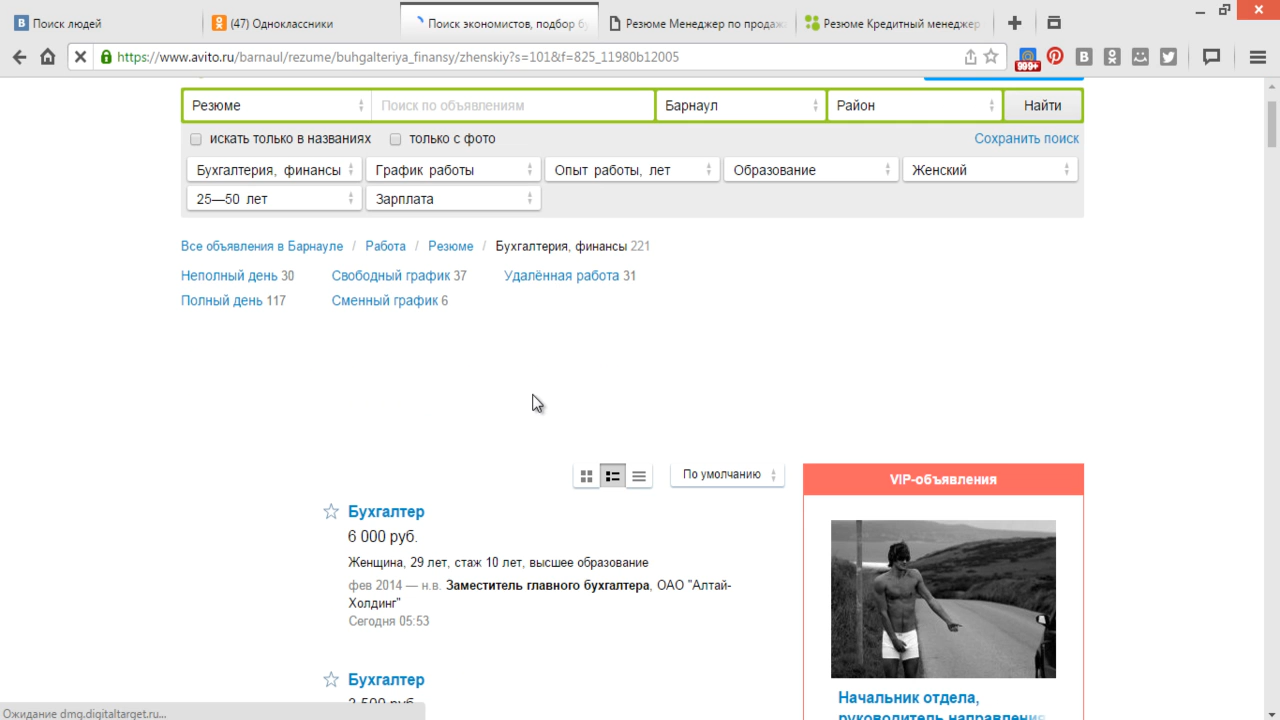 Поиск людей
(47) Одноклассники
Поиск экономистов, подбор бу
Резюме Менеджер по продаж
Резюме Кредитный менеджер
https://www.avito.ru/barnaul/rezume/buhgalteriya_finansy/zhenskiy?s=101&f=825_11980b12005
999+
Резюме
Поиск по объявлениям
Барнаул
Район
Найти
искать только в названиях
только с фото
Сохранить поиск
Бухгалтерия, финансы
График работы
Опыт работы, лет
Образование
Женский
25—50 лет
Зарплата
Все объявления в Барнауле / Работа / Резюме / Бухгалтерия, финансы 221
Неполный день 30
Свободный график 37
Удалённая работа 31
Полный день 117
Сменный график 6
По умолчанию
VIP-объявления
Бухгалтер
6 000 руб.
Женщина, 29 лет, стаж 10 лет, высшее образование
фев 2014 — н.в. Заместитель главного бухгалтера, ОАО "Алтай-
Холдинг"
Сегодня 05:53
Бухгалтер
Начальник отдела,
руководитель направления
Ожидание dmg.digitaltarget.ru...